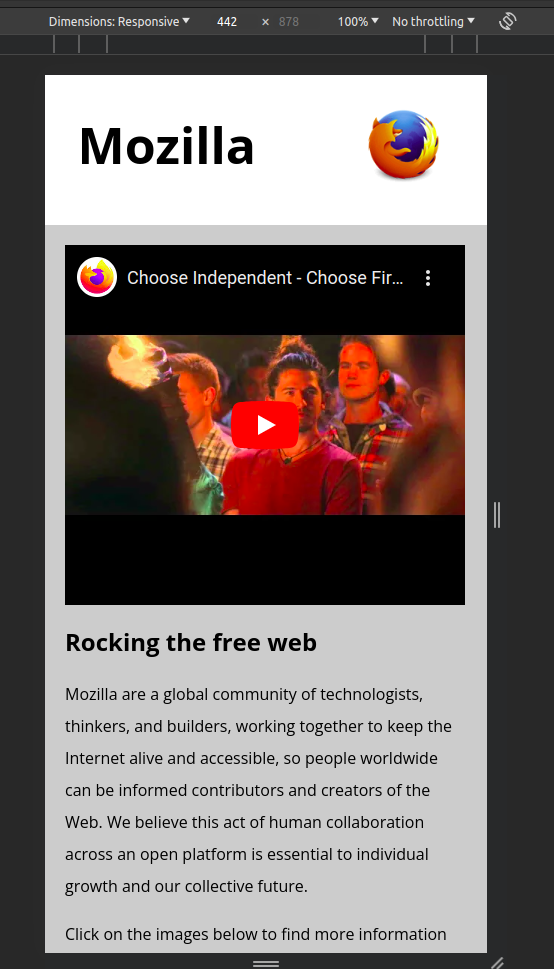 Dimensions: Responsive ▼ 442 × 878 100% ▼ No throttling ▼
Mozilla
Choose Independent - Choose Fir...
Rocking the free web
Mozilla are a global community of technologists,
thinkers, and builders, working together to keep the
Internet alive and accessible, so people worldwide
can be informed contributors and creators of the
Web. We believe this act of human collaboration
across an open platform is essential to individual
growth and our collective future.
Click on the images below to find more information